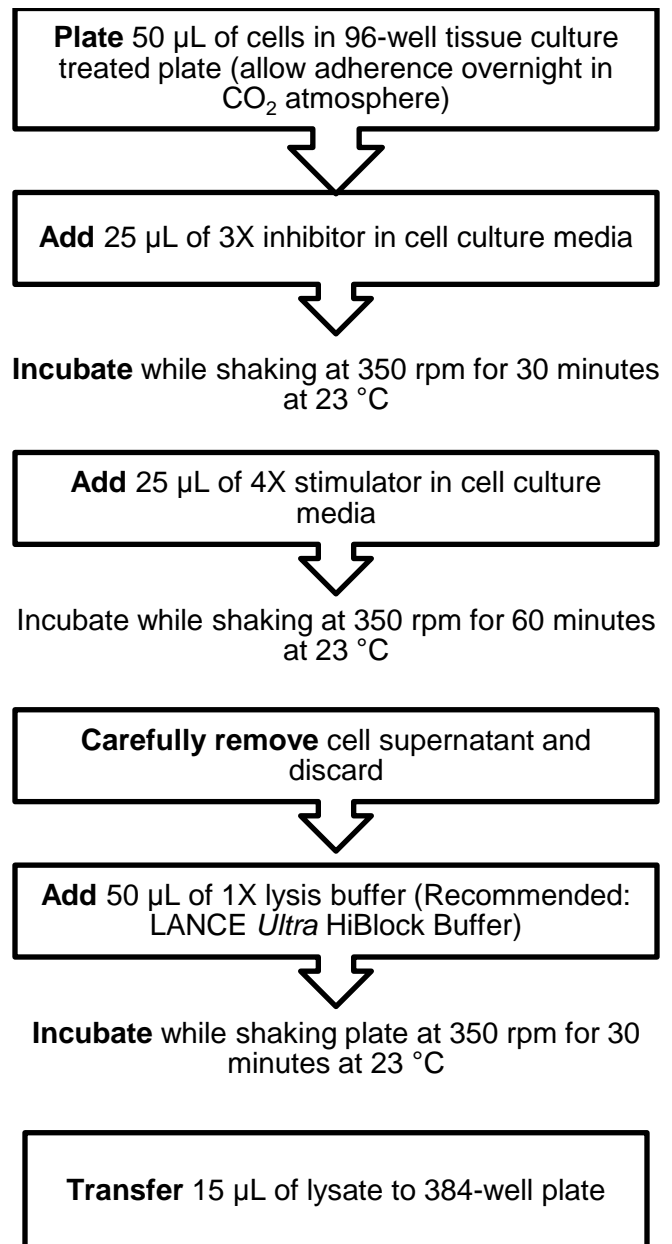 Plate 50 µL of cells in 96-well tissue culture
treated plate (allow adherence overnight in
CO₂ atmosphere)
Add 25 µL of 3X inhibitor in cell culture media
Incubate while shaking at 350 rpm for 30 minutes
at 23 °C
Add 25 µL of 4X stimulator in cell culture
media
Incubate while shaking at 350 rpm for 60 minutes
at 23 °C
Carefully remove cell supernatant and
discard
Add 50 µL of 1X lysis buffer (Recommended:
LANCE Ultra HiBlock Buffer)
Incubate while shaking plate at 350 rpm for 30
minutes at 23 °C
Transfer 15 µL of lysate to 384-well plate